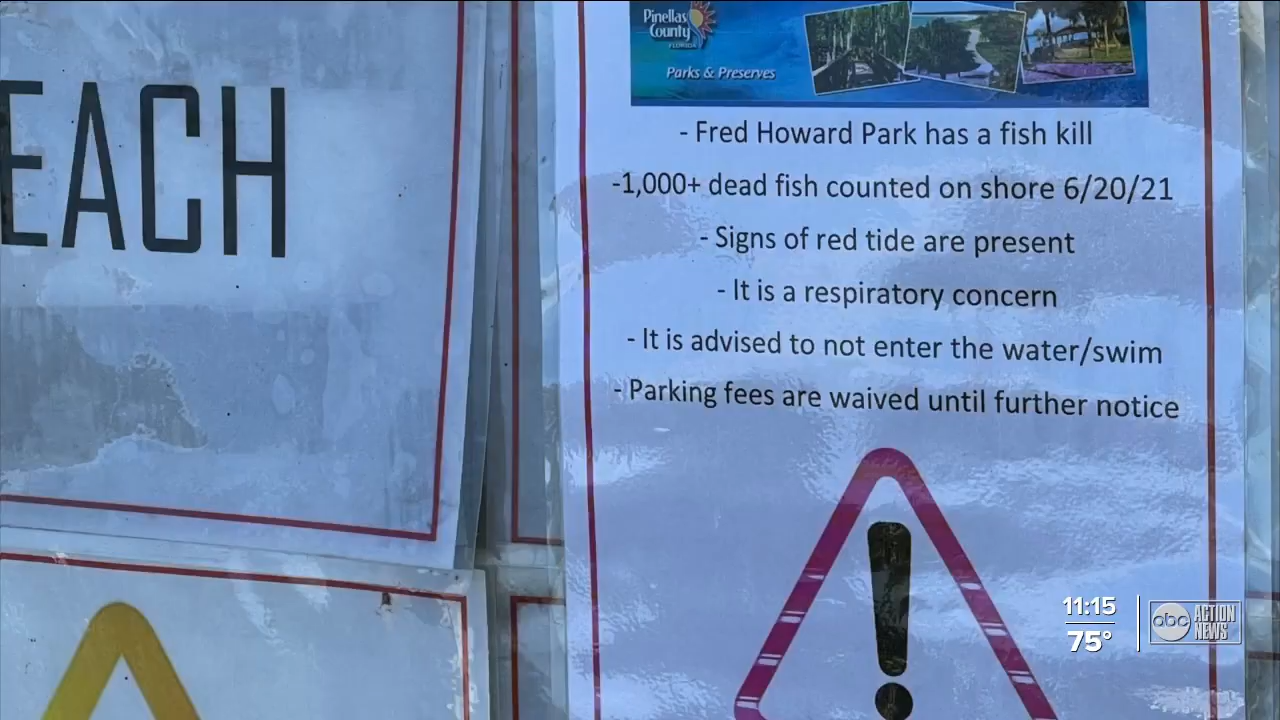 EACH
Pinellas
County
FLORIDA
Parks & Preserves
- Fred Howard Park has a fish kill
-1,000+ dead fish counted on shore 6/20/21
- Signs of red tide are present
- It is a respiratory concern
- It is advised to not enter the water/swim
- Parking fees are waived until further notice
!
11:15
75°
abc
ACTION
NEWS